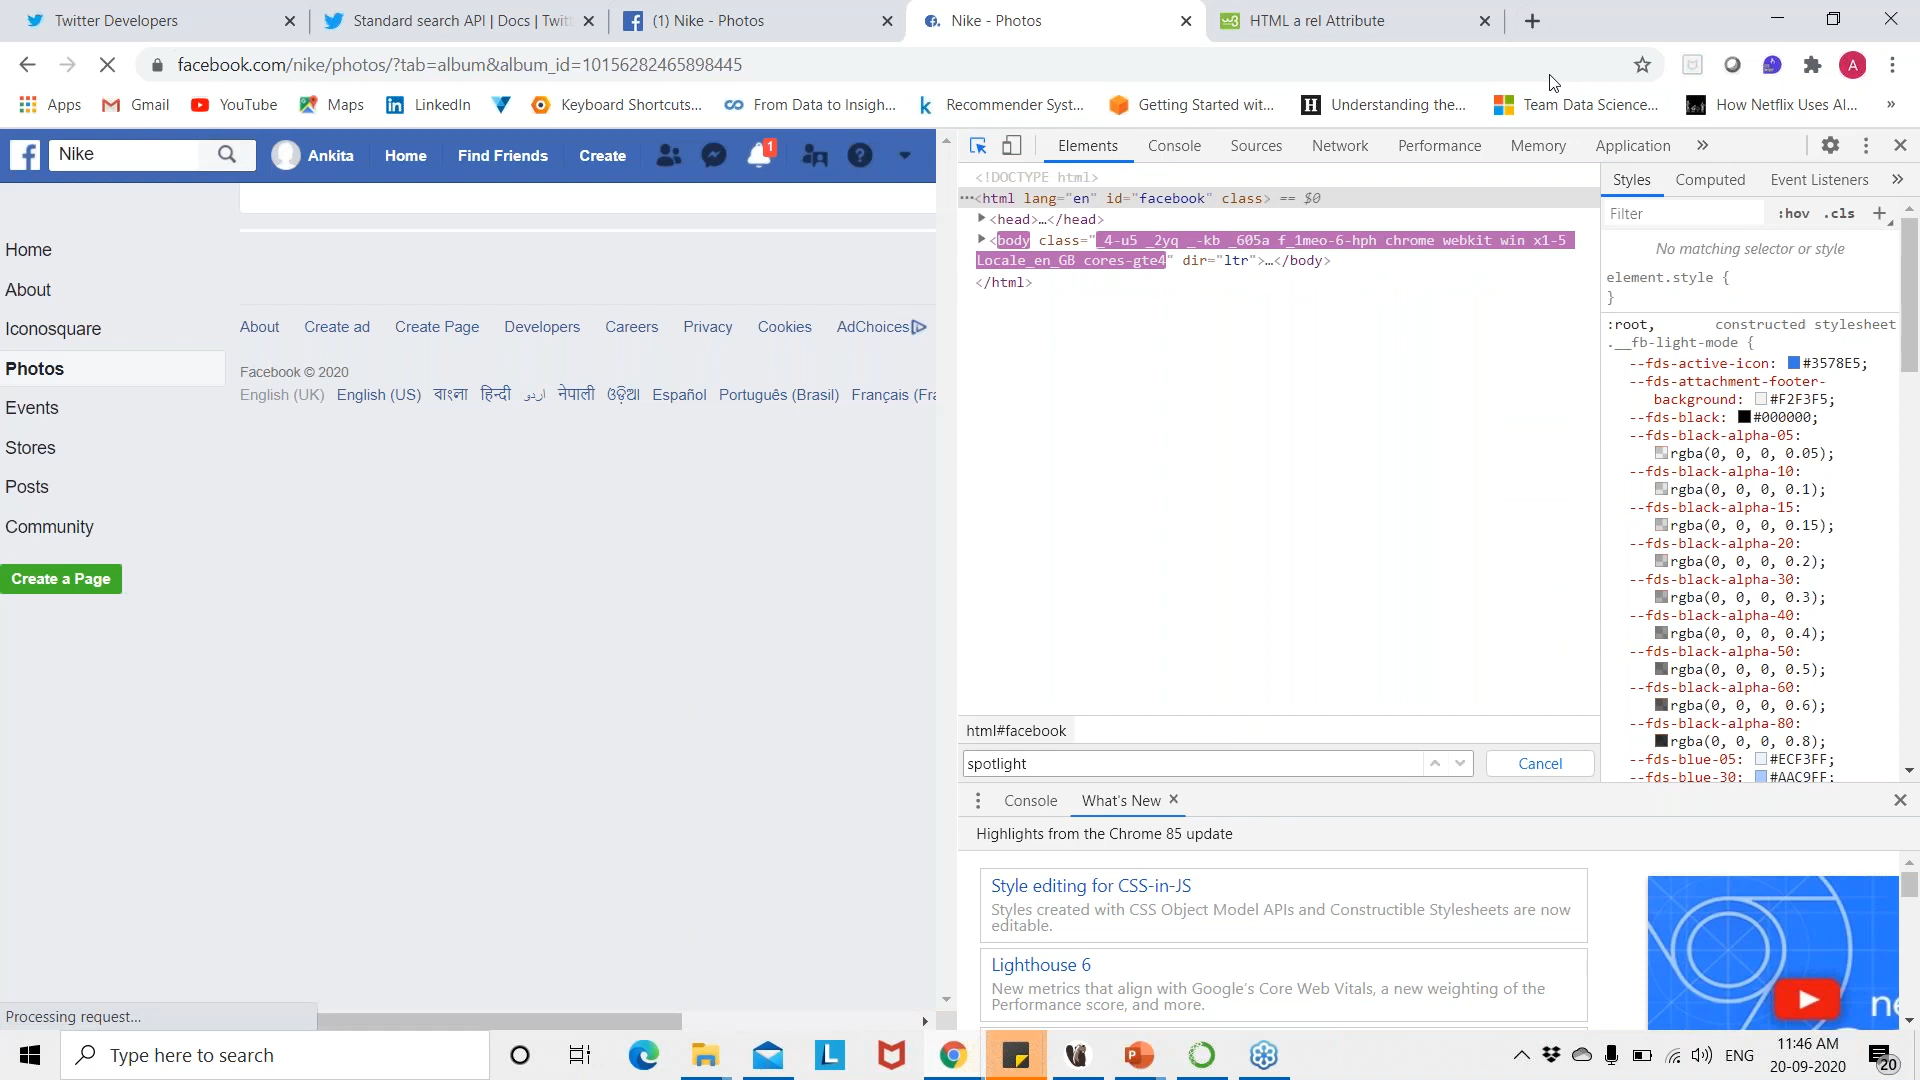 Twitter Developers
Standard search API | Docs | Twit
(1) Nike - Photos
Nike - Photos
HTML a rel Attribute
facebook.com/nike/photos/?tab=album&album_id=10156282465898445
A
Apps
Gmail
YouTube
Maps
LinkedIn
Keyboard Shortcuts...
From Data to Insigh...
Recommender Syst...
Getting Started wit...
Understanding the...
Team Data Science...
How Netflix Uses AI...
»
Nike
Ankita
Home
Find Friends
Create
1
Home
About
Iconosquare
Photos
Events
Stores
Posts
Community
Create a Page
About
Create ad
Create Page
Developers
Careers
Privacy
Cookies
AdChoices
Facebook © 2020
English (UK) English (US) বাংলা हिन्दी اردو नेपाली ଓଡ଼ିଆ Español Português (Brasil) Français (Fra
Processing request...
Elements
Console
Sources
Network
Performance
Memory
Application
»
<!DOCTYPE html>
···<html lang="en" id="facebook" class> == $0
<head>…</head>
<body class="_4-u5 _2yq _-kb _605a f_1meo-6-hph chrome webkit win x1-5
Locale_en_GB cores-gte4" dir="ltr">…</body>
</html>
html#facebook
spotlight
Cancel
Styles
Computed
Event Listeners
»
Filter
:hov .cls +
No matching selector or style
element.style {
}
:root, constructed stylesheet
.__fb-light-mode {
--fds-active-icon: #3578E5;
--fds-attachment-footer-
background: #F2F3F5;
--fds-black: #000000;
--fds-black-alpha-05:
rgba(0, 0, 0, 0.05);
--fds-black-alpha-10:
rgba(0, 0, 0, 0.1);
--fds-black-alpha-15:
rgba(0, 0, 0, 0.15);
--fds-black-alpha-20:
rgba(0, 0, 0, 0.2);
--fds-black-alpha-30:
rgba(0, 0, 0, 0.3);
--fds-black-alpha-40:
rgba(0, 0, 0, 0.4);
--fds-black-alpha-50:
rgba(0, 0, 0, 0.5);
--fds-black-alpha-60:
rgba(0, 0, 0, 0.6);
--fds-black-alpha-80:
rgba(0, 0, 0, 0.8);
--fds-blue-05: #ECF3FF;
--fds-blue-30: #AAC9FF;
Console
What's New
Highlights from the Chrome 85 update
Style editing for CSS-in-JS
Styles created with CSS Object Model APIs and Constructible Stylesheets are now
editable.
Lighthouse 6
New metrics that align with Google's Core Web Vitals, a new weighting of the
Performance score, and more.
ne
Type here to search
ENG
11:46 AM
20-09-2020
20